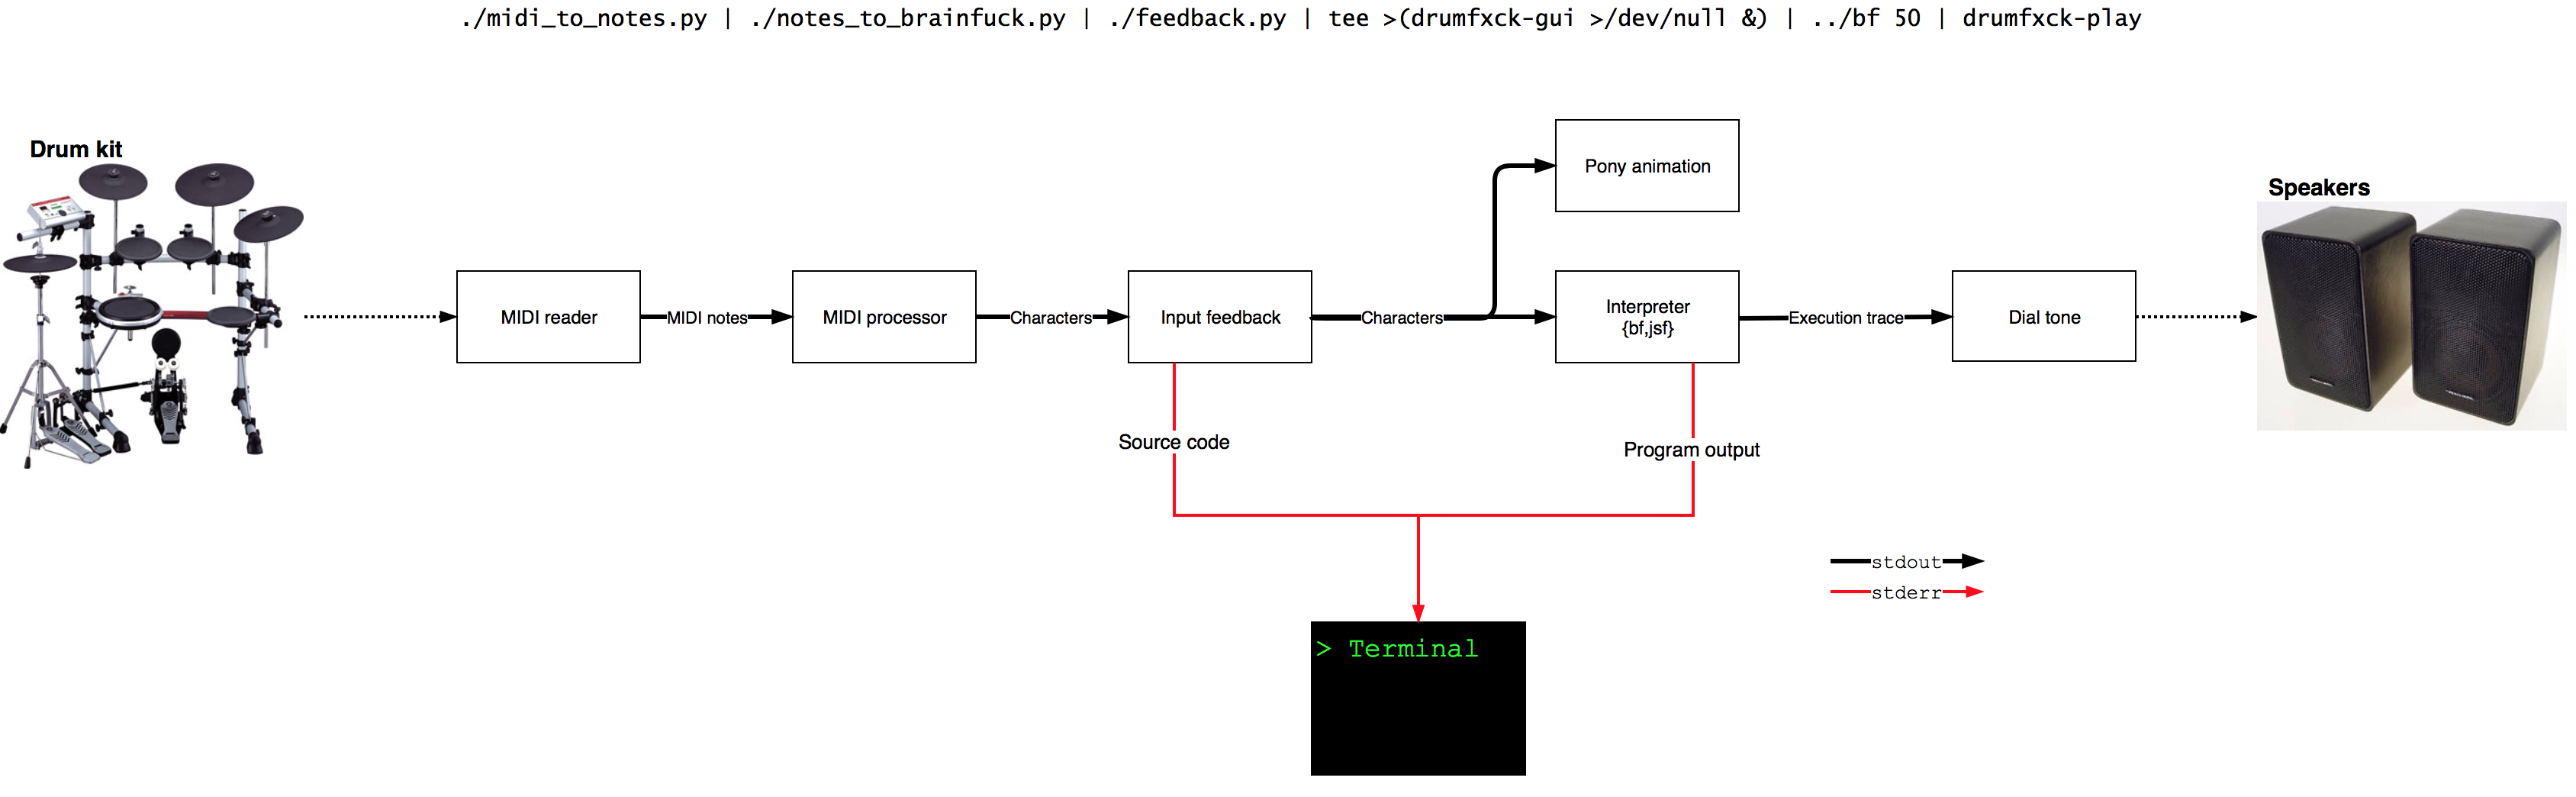 ./midi_to_notes.py | ./notes_to_brainfuck.py | ./feedback.py | tee >(drumfxck-gui >/dev/null &) | ../bf 50 | drumfxck-play
Drum kit
Pony animation
Speakers
MIDI reader
MIDI notes
MIDI processor
Characters
Input feedback
Characters
Interpreter
{bf,jsf}
Execution trace
Dial tone
Source code
Program output
stdout
stderr
> Terminal